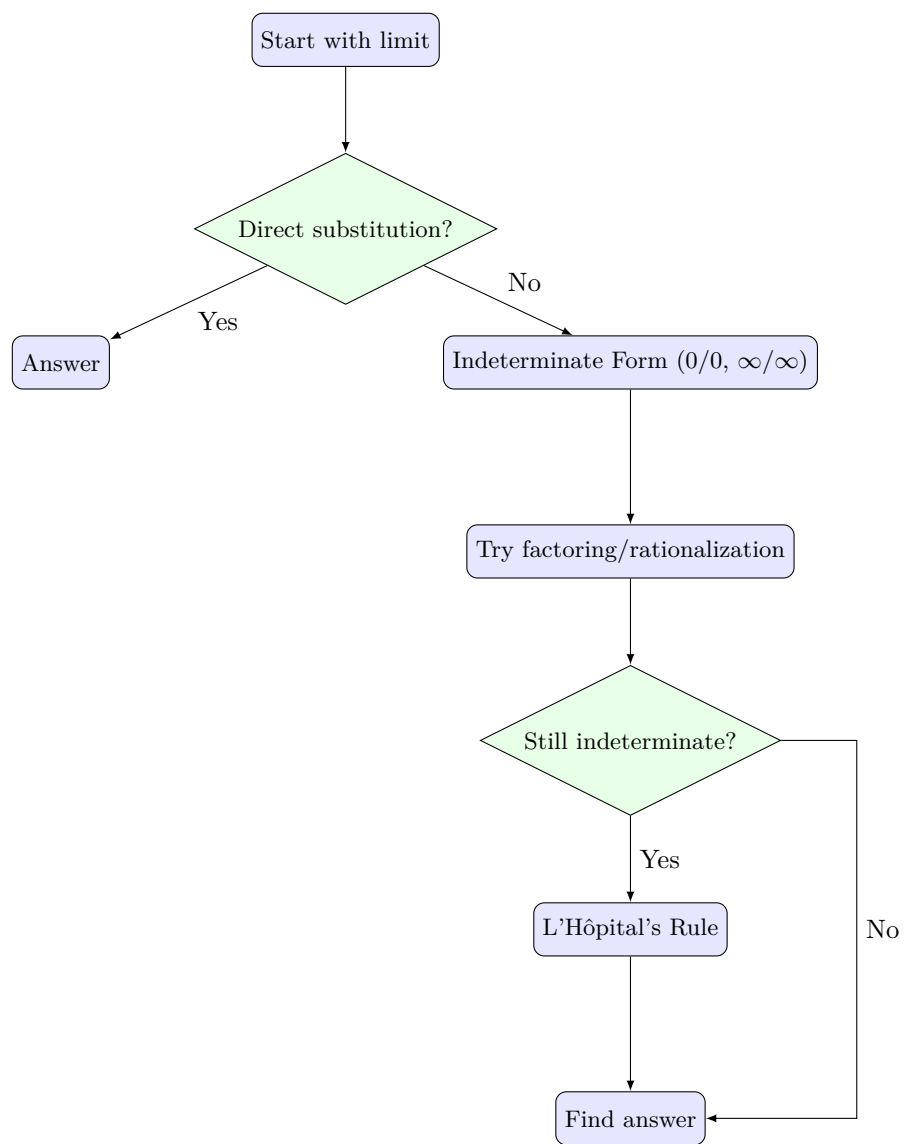 Start with limit
Direct substitution?
No
Yes
Answer
Indeterminate Form (0/0, ∞/∞)
Try factoring/rationalization
Still indeterminate?
Yes
L'Hôpital's Rule
No
Find answer